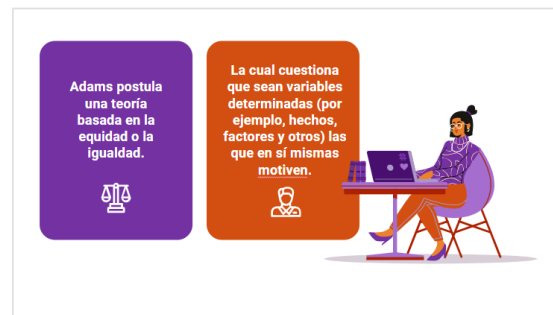 Adams postula
una teoría
basada en la
equidad o la
igualdad.
La cual cuestiona
que sean variables
determinadas (por
ejemplo, hechos,
factores y otros) las
que en sí mismas
motiven.